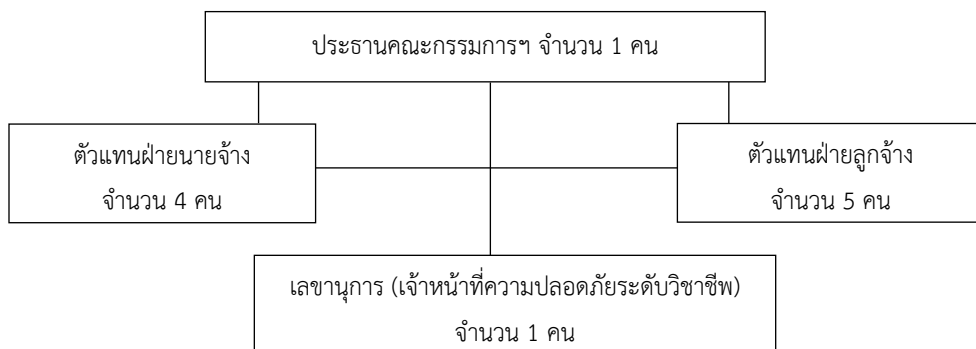 ประธานคณะกรรมการฯ จำนวน 1 คน
ตัวแทนฝ่ายนายจ้าง
จำนวน 4 คน
ตัวแทนฝ่ายลูกจ้าง
จำนวน 5 คน
เลขานุการ (เจ้าหน้าที่ความปลอดภัยระดับวิชาชีพ)
จำนวน 1 คน